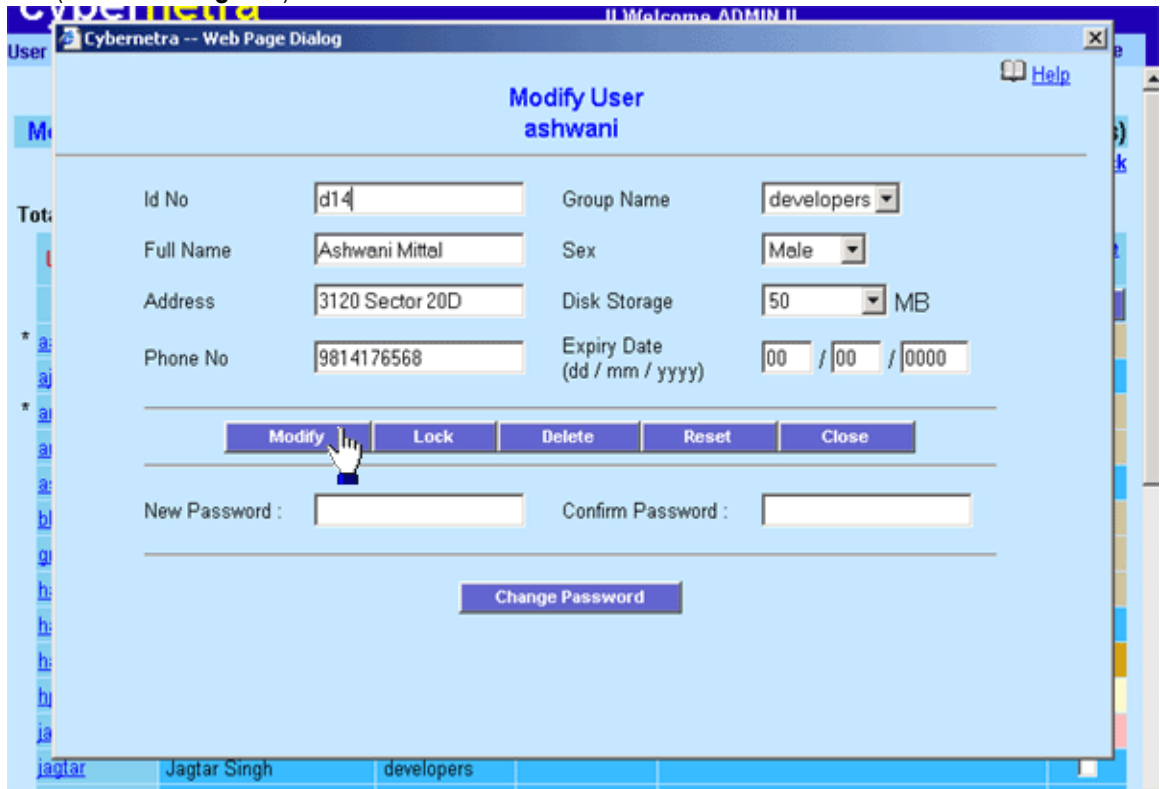 Cybernetra
!! Welcome ADMIN !!
Cybernetra -- Web Page Dialog
User
Help
Modify User
ashwani
Id No d14 Group Name developers
Full Name Ashwani Mittal Sex Male
Address 3120 Sector 20D Disk Storage 50 MB
Phone No 9814176568 Expiry Date
(dd / mm / yyyy) 00 / 00 / 0000
Modify Lock Delete Reset Close
New Password : Confirm Password :
Change Password
jagtar Jagtar Singh developers